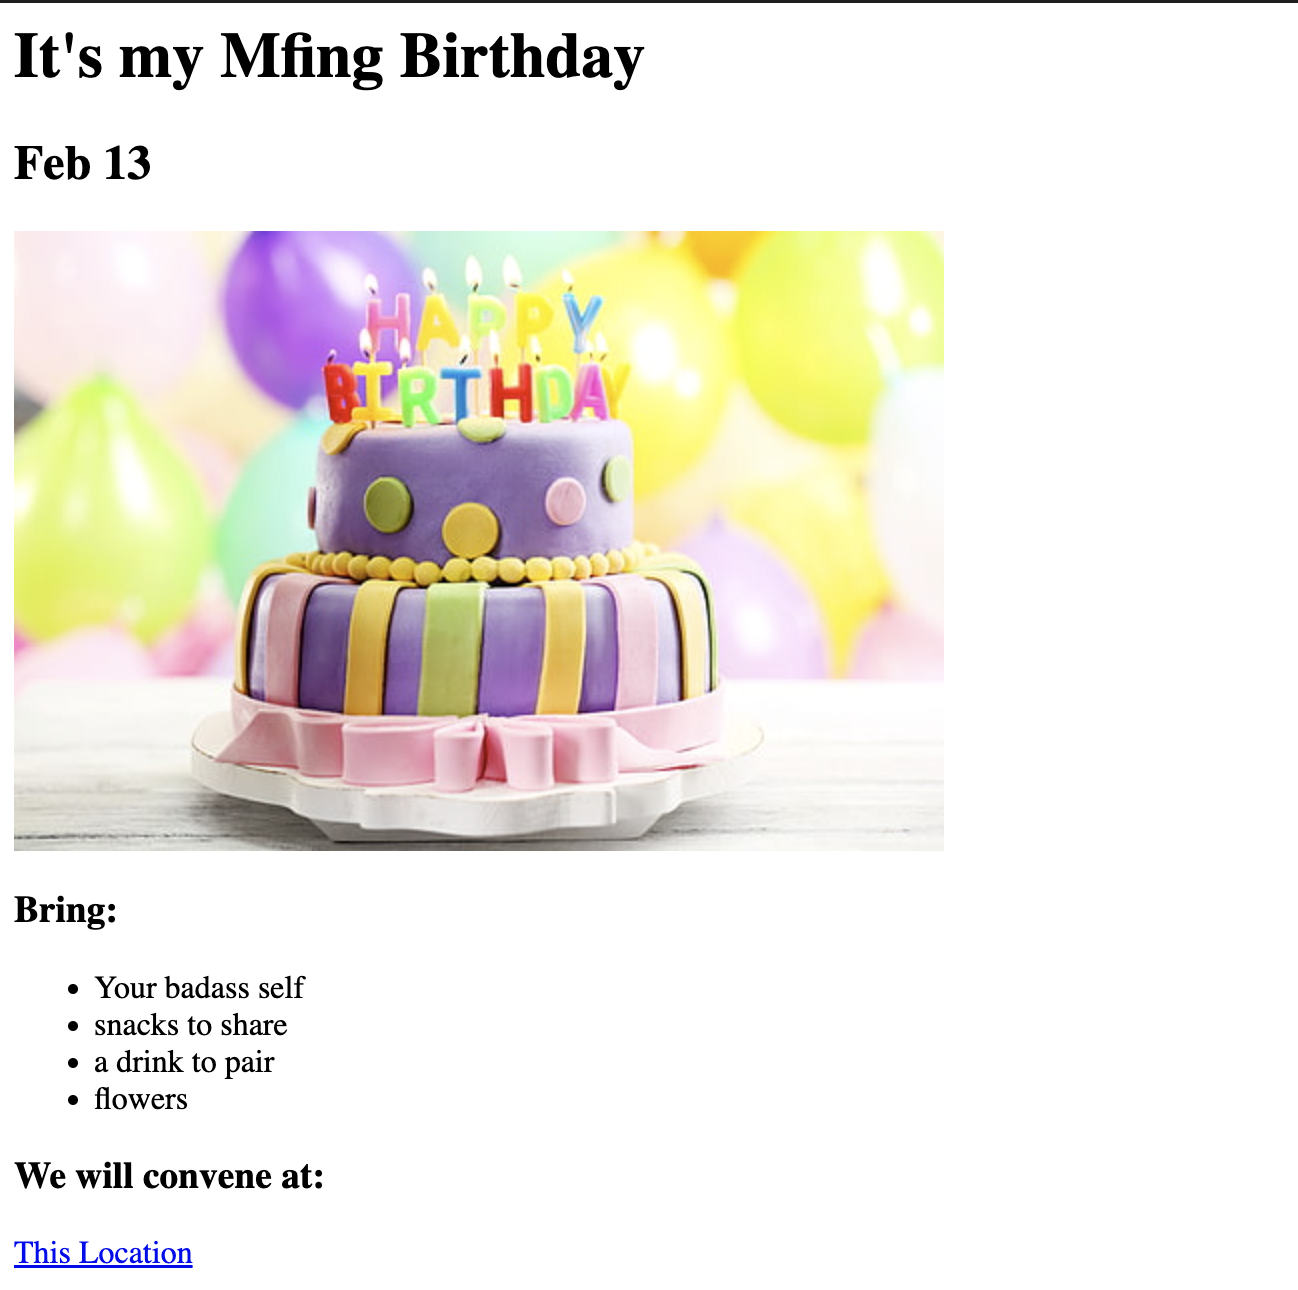 It's my Mfing Birthday
Feb 13
HAPPY
BIRTHDAY
Bring:
Your badass self
snacks to share
a drink to pair
flowers
We will convene at:
This Location